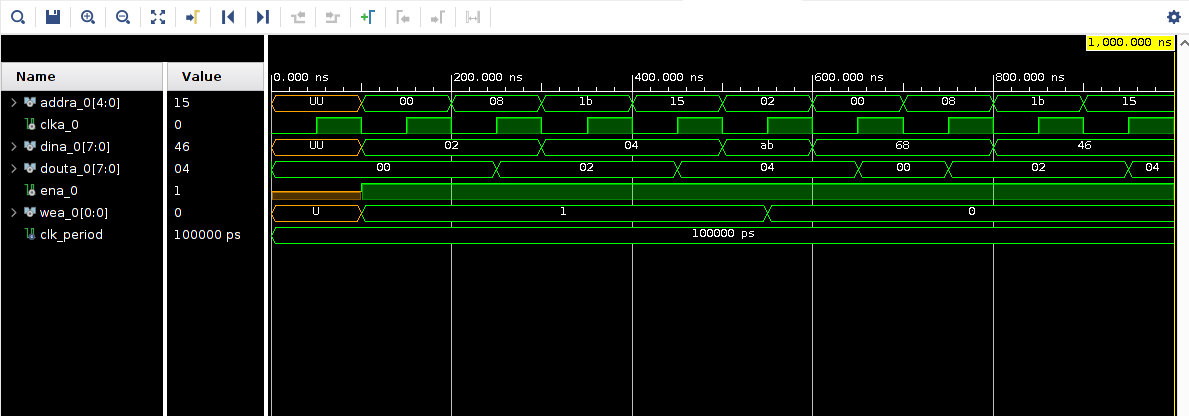 1,000.000 ns
Name Value 0.000 ns 200.000 ns 400.000 ns 600.000 ns 800.000 ns
addra_0[4:0] 15 UU 00 08 1b 15 02 00 08 1b 15
clka_0 0
dina_0[7:0] 46 UU 02 04 ab 68 46
douta_0[7:0] 04 00 02 04 00 02 04
ena_0 1
wea_0[0:0] 0 U 1 0
clk_period 100000 ps 100000 ps